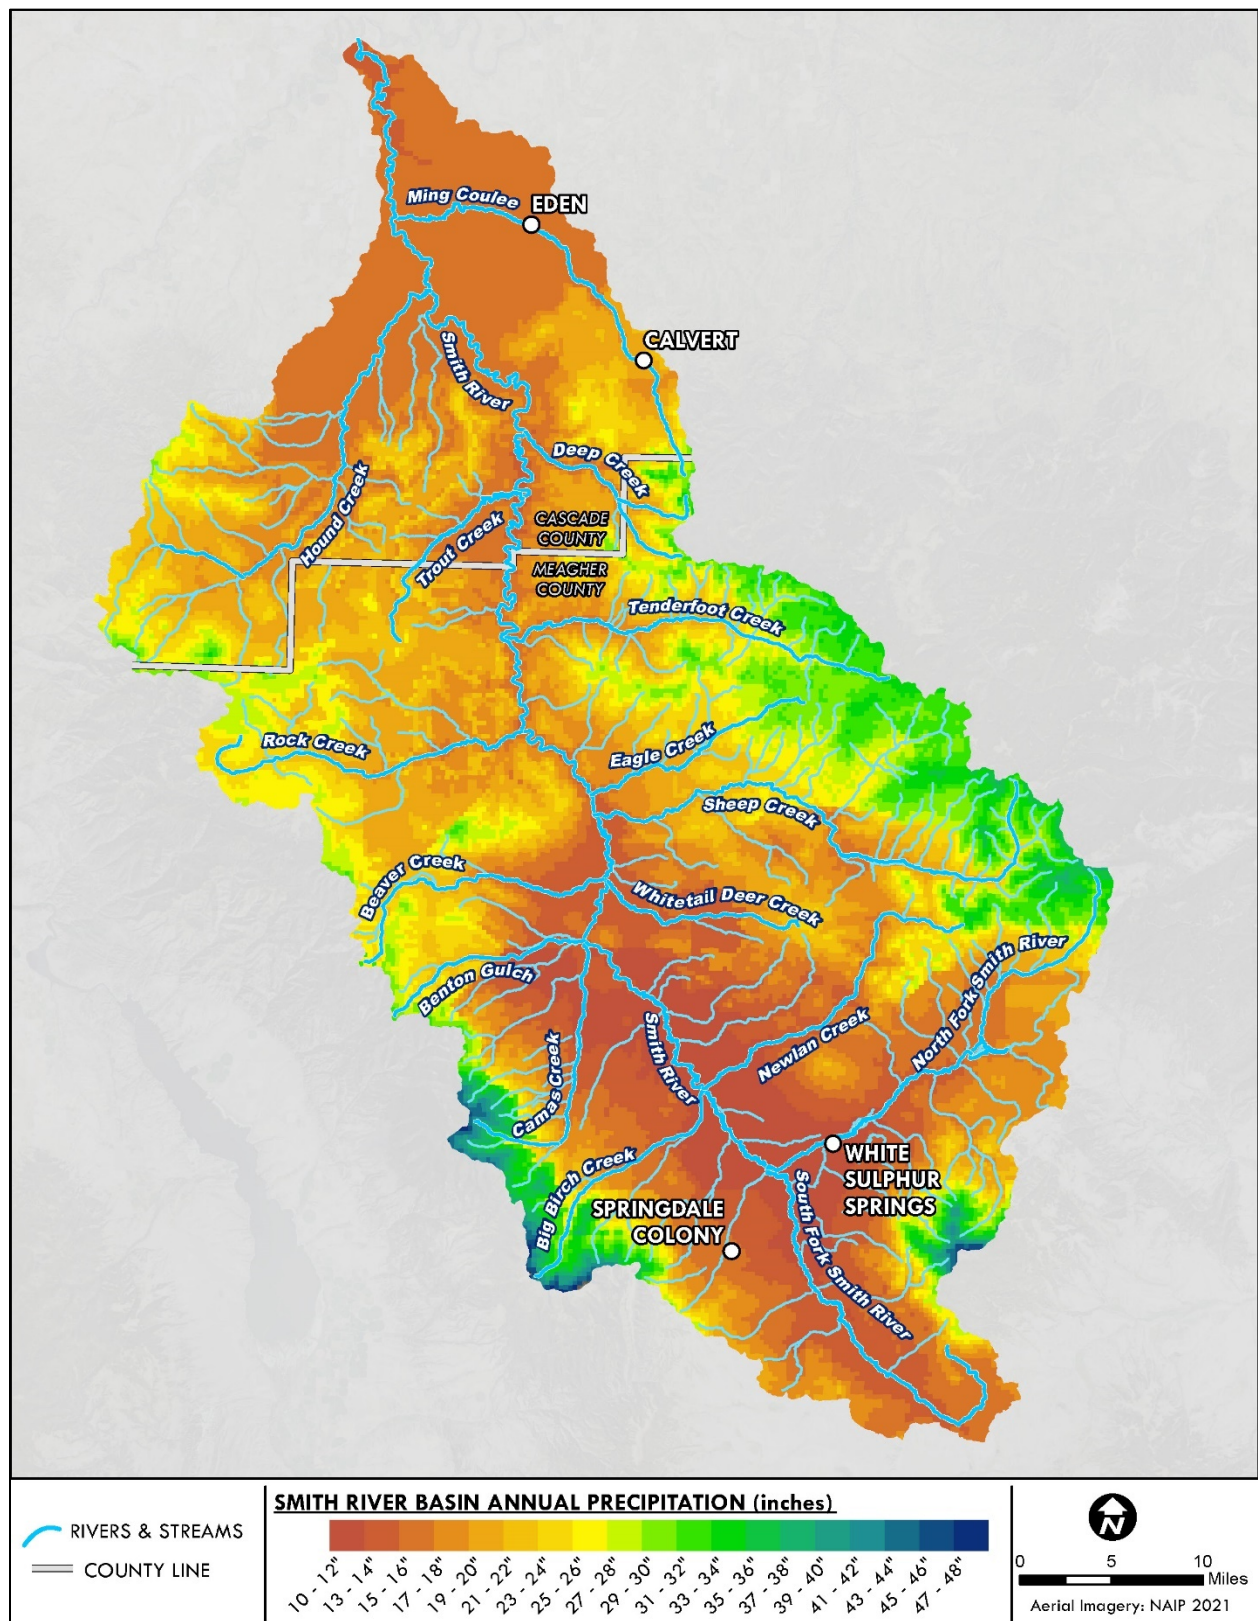 Ming Coulee
EDEN
CALVERT
Smith River
Deep Creek
Hound Creek
Trout Creek
CASCADE
COUNTY
MEAGHER
COUNTY
Tenderfoot Creek
Rock Creek
Eagle Creek
Sheep Creek
Beaver Creek
Whitetail Deer Creek
Benton Gulch
North Fork Smith River
Smith River
Newlan Creek
Camas Creek
Big Birch Creek
WHITE
SULPHUR
SPRINGS
SPRINGDALE
COLONY
South Fork Smith River
RIVERS & STREAMS
COUNTY LINE
SMITH RIVER BASIN ANNUAL PRECIPITATION (inches)
10 - 12"
13 - 14"
15 - 16"
17 - 18"
19 - 20"
21 - 22"
23 - 24"
25 - 26"
27 - 28"
29 - 30"
31 - 32"
33 - 34"
35 - 36"
37 - 38"
39 - 40"
41 - 42"
43 - 44"
45 - 46"
47 - 48"
N
0 5 10
Miles
Aerial Imagery: NAIP 2021